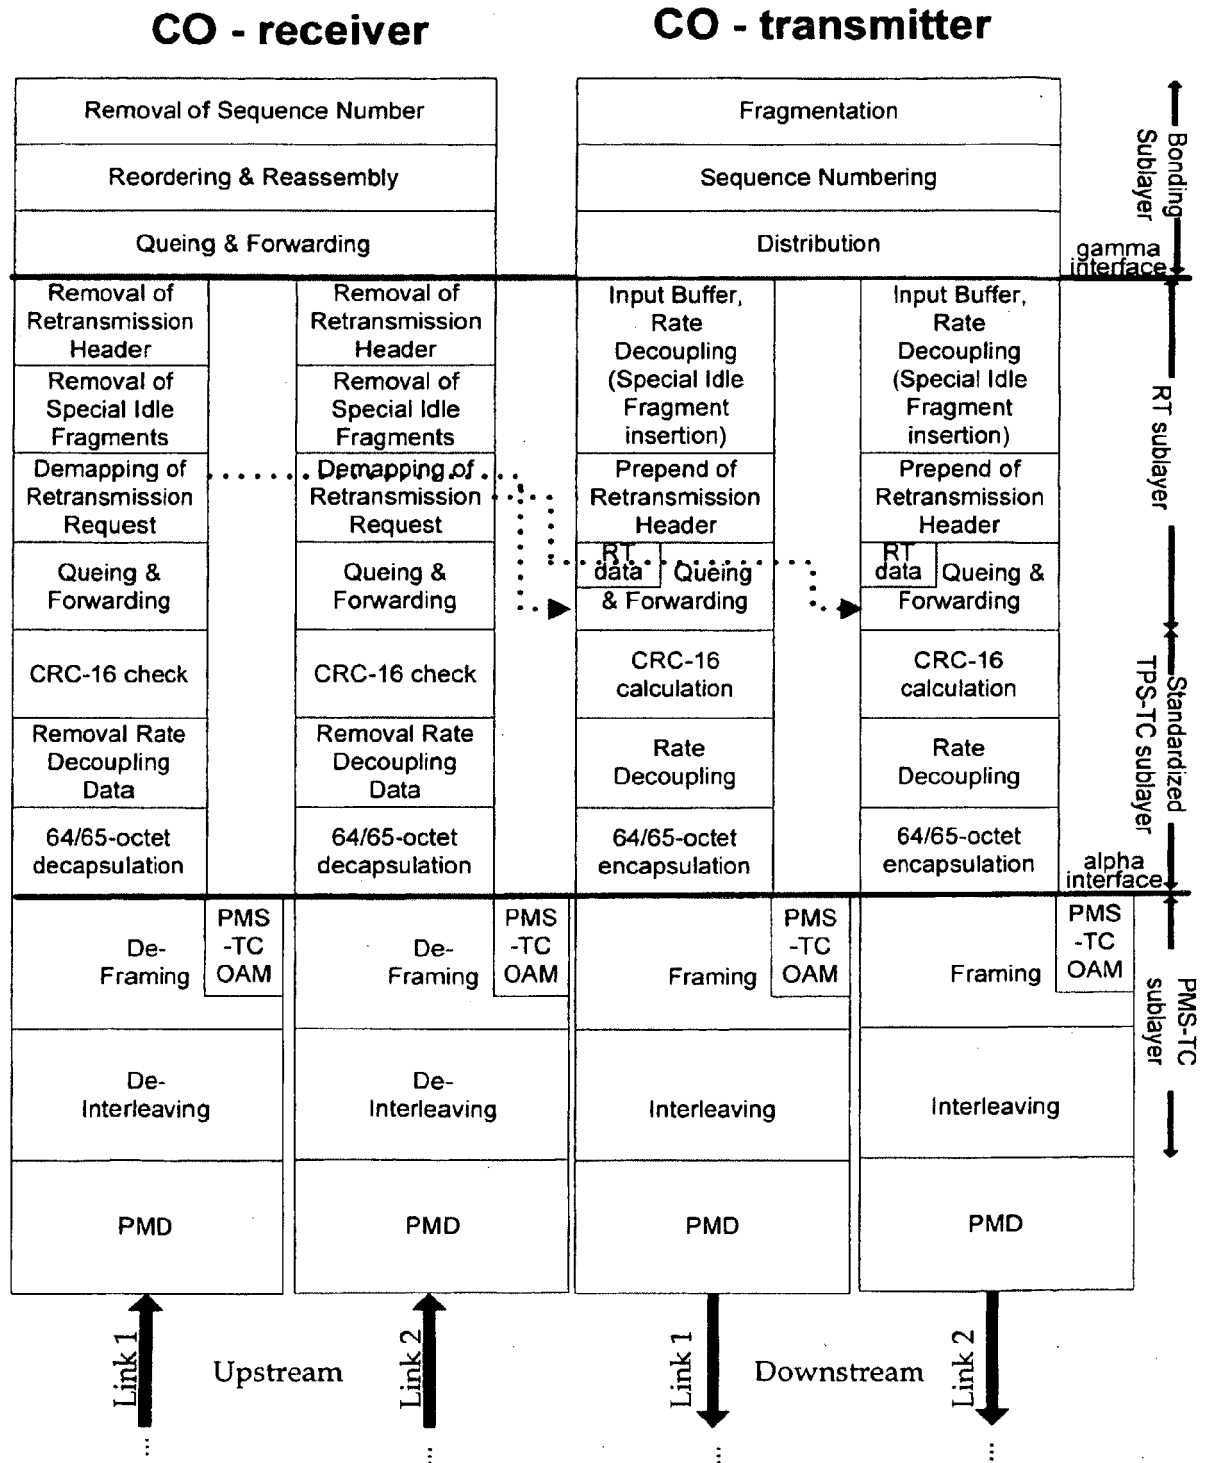 CO - receiver
CO - transmitter
Removal of Sequence Number
Reordering & Reassembly
Queing & Forwarding
Fragmentation
Sequence Numbering
Distribution
Bonding
Sublayer
gamma
interface
Removal of
Retransmission
Header
Removal of
Special Idle
Fragments
Demapping of
Retransmission
Request
Queing &
Forwarding
CRC-16 check
Removal Rate
Decoupling
Data
64/65-octet
decapsulation
Removal of
Retransmission
Header
Removal of
Special Idle
Fragments
Demapping of
Retransmission
Request
Queing &
Forwarding
CRC-16 check
Removal Rate
Decoupling
Data
64/65-octet
decapsulation
Input Buffer,
Rate
Decoupling
(Special Idle
Fragment
insertion)
Prepend of
Retransmission
Header
RT
data
Queing
& Forwarding
CRC-16
calculation
Rate
Decoupling
64/65-octet
encapsulation
Input Buffer,
Rate
Decoupling
(Special Idle
Fragment
insertion)
Prepend of
Retransmission
Header
RT
data
Queing &
Forwarding
CRC-16
calculation
Rate
Decoupling
64/65-octet
encapsulation
RT sublayer
Standardized
TPS-TC sublayer
alpha
interface
De-
Framing
PMS
-TC
OAM
De-
Interleaving
PMD
De-
Framing
PMS
-TC
OAM
De-
Interleaving
PMD
Framing
PMS
-TC
OAM
Interleaving
PMD
Framing
PMS
-TC
OAM
Interleaving
PMD
PMS-TC
sublayer
Link 1
Upstream
Link 2
Link 1
Downstream
Link 2